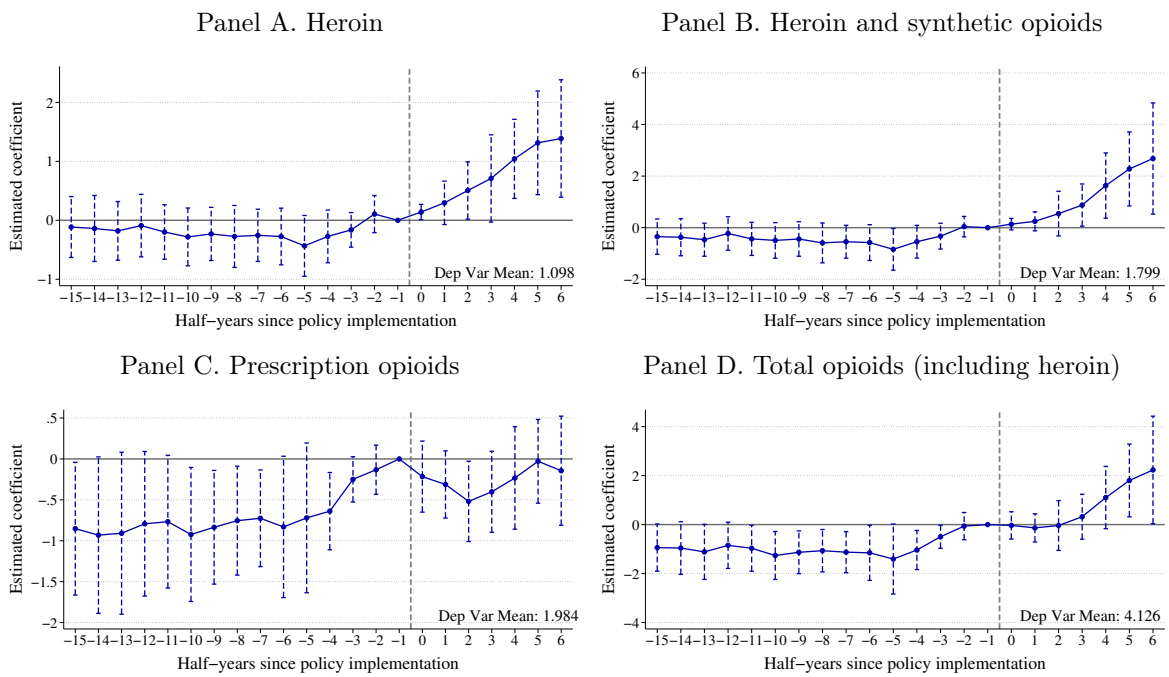 Panel A. Heroin
Estimated coefficient
2
1
0
−1
Dep Var Mean: 1.098
−15 −14 −13 −12 −11 −10 −9 −8 −7 −6 −5 −4 −3 −2 −1 0 1 2 3 4 5 6
Half−years since policy implementation
Panel B. Heroin and synthetic opioids
Estimated coefficient
6
4
2
0
−2
Dep Var Mean: 1.799
−15 −14 −13 −12 −11 −10 −9 −8 −7 −6 −5 −4 −3 −2 −1 0 1 2 3 4 5 6
Half−years since policy implementation
Panel C. Prescription opioids
Estimated coefficient
.5
0
−.5
−1
−1.5
−2
Dep Var Mean: 1.984
−15 −14 −13 −12 −11 −10 −9 −8 −7 −6 −5 −4 −3 −2 −1 0 1 2 3 4 5 6
Half−years since policy implementation
Panel D. Total opioids (including heroin)
Estimated coefficient
4
2
0
−2
−4
Dep Var Mean: 4.126
−15 −14 −13 −12 −11 −10 −9 −8 −7 −6 −5 −4 −3 −2 −1 0 1 2 3 4 5 6
Half−years since policy implementation